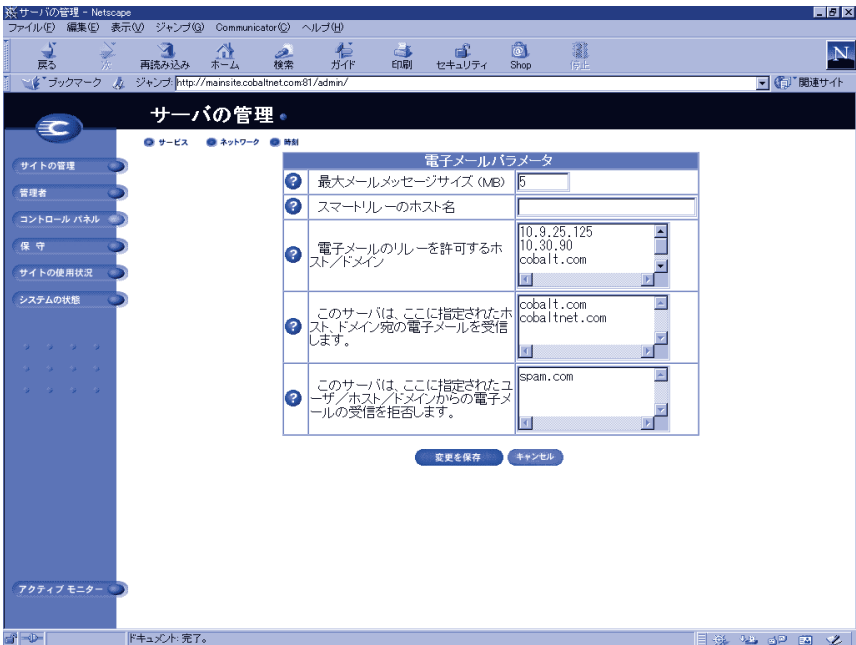 サーバの管理 - Netscape
ファイル(F) 編集(E) 表示(V) ジャンプ(G) Communicator(C) ヘルプ(H)
戻る 次 再読み込み ホーム 検索 ガイド 印刷 セキュリティ Shop 停止
N
ブックマーク ジャンプ: http://mainsite.cobaltnet.com:81/admin/ 関連サイト
サーバの管理
サービス ネットワーク 時刻
サイトの管理
管理者
コントロール パネル
保 守
サイトの使用状況
システムの状態
アクティブ モニター
電子メールパラメータ
最大メールメッセージサイズ (MB) 5
スマートリレーのホスト名
電子メールのリレーを許可するホ
スト/ドメイン
10.9.25.125
10.30.90
cobalt.com
このサーバは、ここに指定されたホ
スト、ドメイン宛の電子メールを受信
します。
cobalt.com
cobaltnet.com
このサーバは、ここに指定されたユ
ーザ/ホスト/ドメインからの電子メ
ールの受信を拒否します。
spam.com
変更を保存 キャンセル
ドキュメント: 完了。